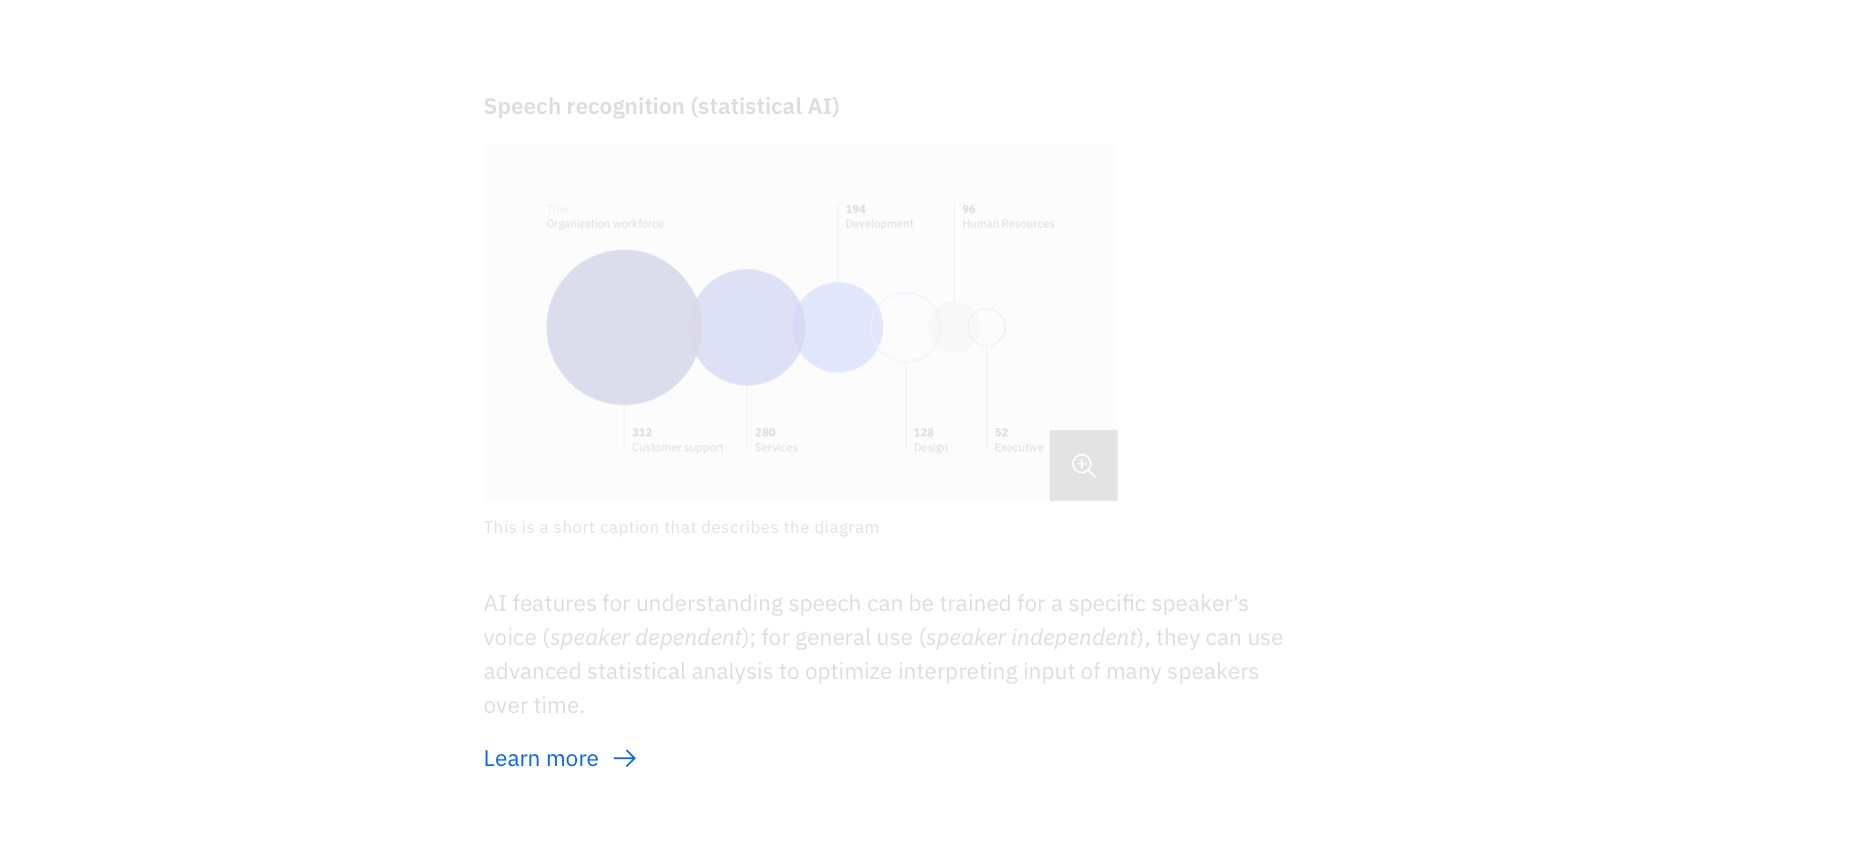 Speech recognition (statistical AI)
Title
Organization workforce
194
Development
96
Human Resources
312
Customer support
280
Services
128
Design
52
Executive
This is a short caption that describes the diagram
AI features for understanding speech can be trained for a specific speaker's
voice (speaker dependent); for general use (speaker independent), they can use
advanced statistical analysis to optimize interpreting input of many speakers
over time.
Learn more